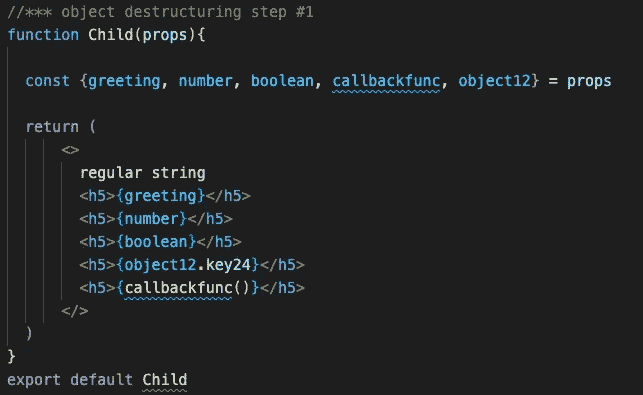 //*** object destructuring step #1
function Child(props){
const {greeting, number, boolean, callbackfunc, object12} = props
return (
<>
regular string
<h5>{greeting}</h5>
<h5>{number}</h5>
<h5>{boolean}</h5>
<h5>{object12.key24}</h5>
<h5>{callbackfunc()}</h5>
</>
)
}
export default Child